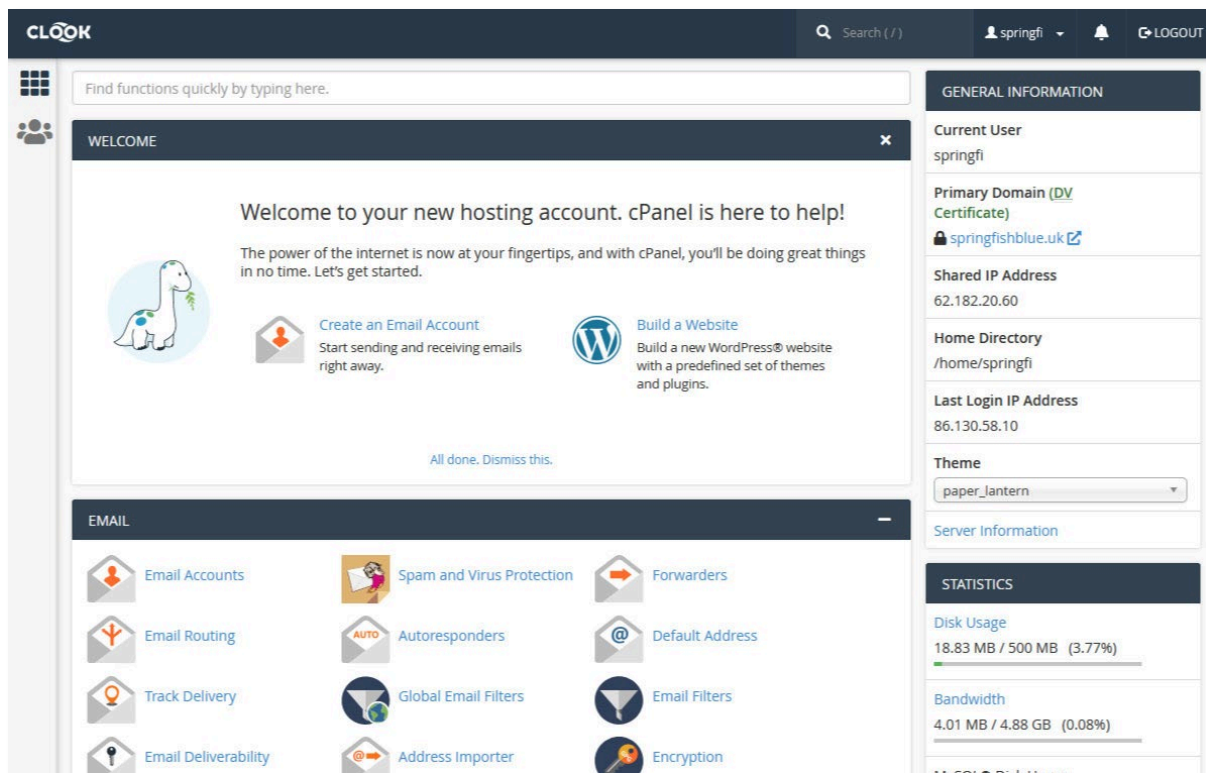 CLOOK
Search ( / )
springfi
LOGOUT
Find functions quickly by typing here.
WELCOME
Welcome to your new hosting account. cPanel is here to help!
The power of the internet is now at your fingertips, and with cPanel, you'll be doing great things
in no time. Let's get started.
Create an Email Account
Start sending and receiving emails
right away.
Build a Website
Build a new WordPress® website
with a predefined set of themes
and plugins.
All done. Dismiss this.
EMAIL
Email Accounts
Spam and Virus Protection
Forwarders
Email Routing
AUTO
Autoresponders
@
Default Address
Track Delivery
Global Email Filters
Email Filters
Email Deliverability
@
Address Importer
Encryption
GENERAL INFORMATION
Current User
springfi
Primary Domain (DV
Certificate)
springfishblue.uk
Shared IP Address
62.182.20.60
Home Directory
/home/springfi
Last Login IP Address
86.130.58.10
Theme
paper_lantern
Server Information
STATISTICS
Disk Usage
18.83 MB / 500 MB (3.77%)
Bandwidth
4.01 MB / 4.88 GB (0.08%)